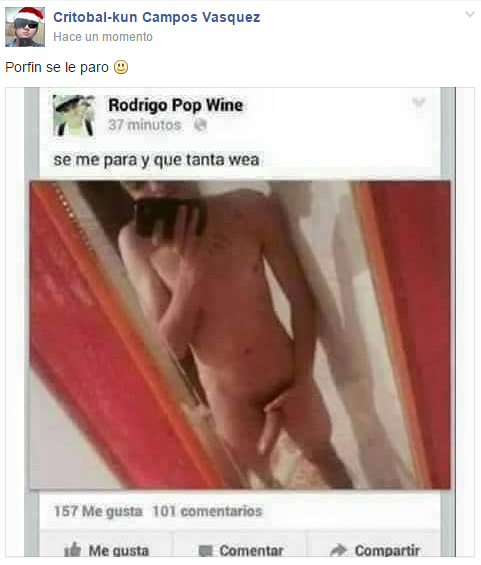 Critobal-kun Campos Vasquez
Hace un momento
Porfin se le paro
Rodrigo Pop Wine
37 minutos
se me para y que tanta wea
157 Me gusta 101 comentarios
Me gusta Comentar Compartir